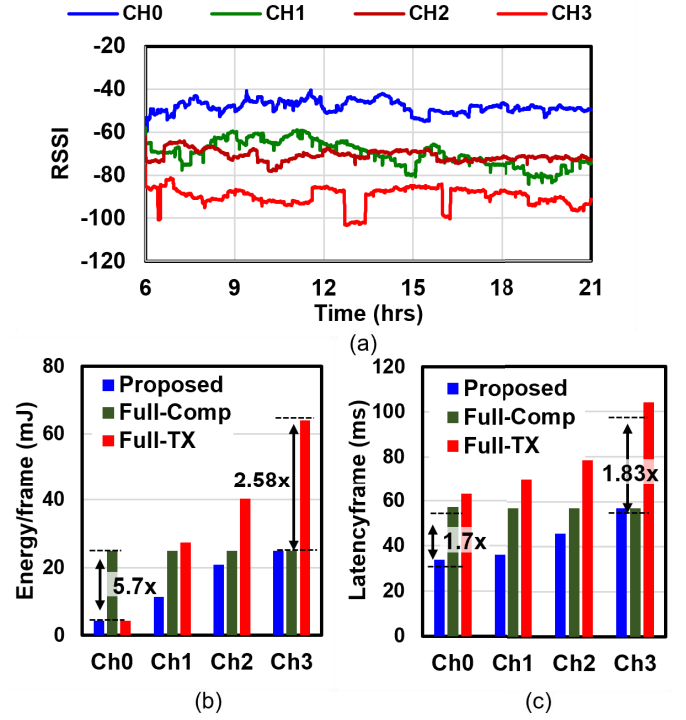 CH0 CH1 CH2 CH3
-20
-40
-60
-80
-100
-120
RSSI
6 9 12 15 18 21
Time (hrs)
(a)
80
60
40
20
0
Energy/frame (mJ)
Proposed
Full-Comp
Full-TX
2.58x
5.7x
Ch0 Ch1 Ch2 Ch3
(b)
120
100
80
60
40
20
0
Latencyframe (ms)
Proposed
Full-Comp
Full-TX
1.83x
1.7x
Ch0 Ch1 Ch2 Ch3
(c)